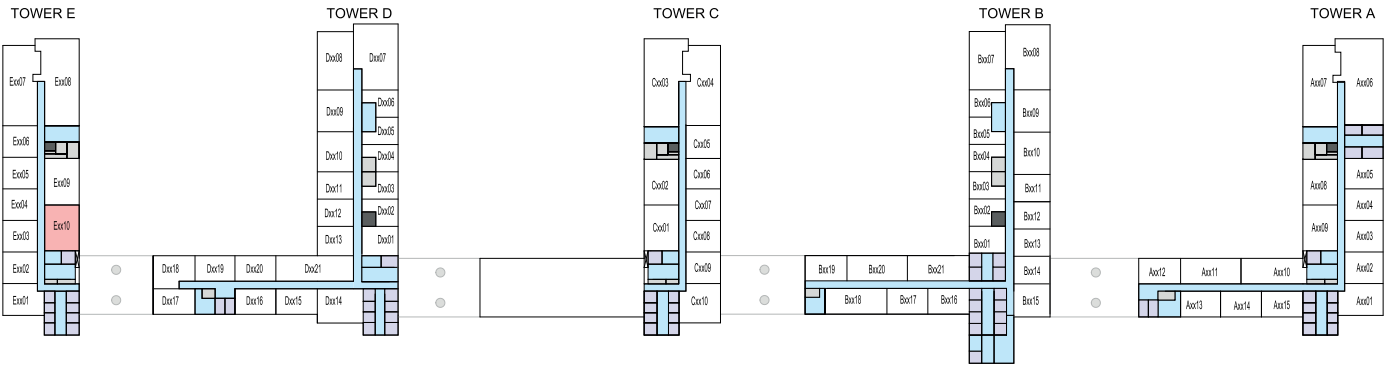 TOWER E
TOWER D
TOWER C
TOWER B
TOWER A
Exx07
Exx08
Exx06
Exx05
Exx09
Exx04
Exx03
Exx10
Exx02
Exx01
Dxx08
Dxx07
Dxx09
Dxx06
Dxx05
Dxx10
Dxx04
Dxx11
Dxx03
Dxx12
Dxx02
Dxx13
Dxx01
Dxx18
Dxx19
Dxx20
Dxx21
Dxx17
Dxx16
Dxx15
Dxx14
Cxx03
Cxx04
Cxx05
Cxx02
Cxx06
Cxx07
Cxx01
Cxx08
Cxx09
Cxx10
Bxx07
Bxx08
Bxx06
Bxx09
Bxx05
Bxx04
Bxx10
Bxx03
Bxx11
Bxx02
Bxx12
Bxx01
Bxx13
Bxx19
Bxx20
Bxx21
Bxx14
Bxx18
Bxx17
Bxx16
Bxx15
Axx07
Axx06
Axx08
Axx05
Axx04
Axx09
Axx03
Axx12
Axx11
Axx10
Axx02
Axx13
Axx14
Axx15
Axx01